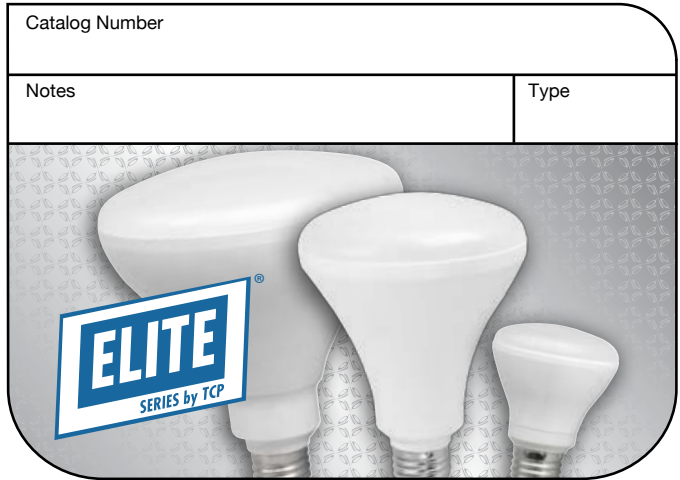 Catalog Number
Notes
Type
ELITE®
SERIES by TCP